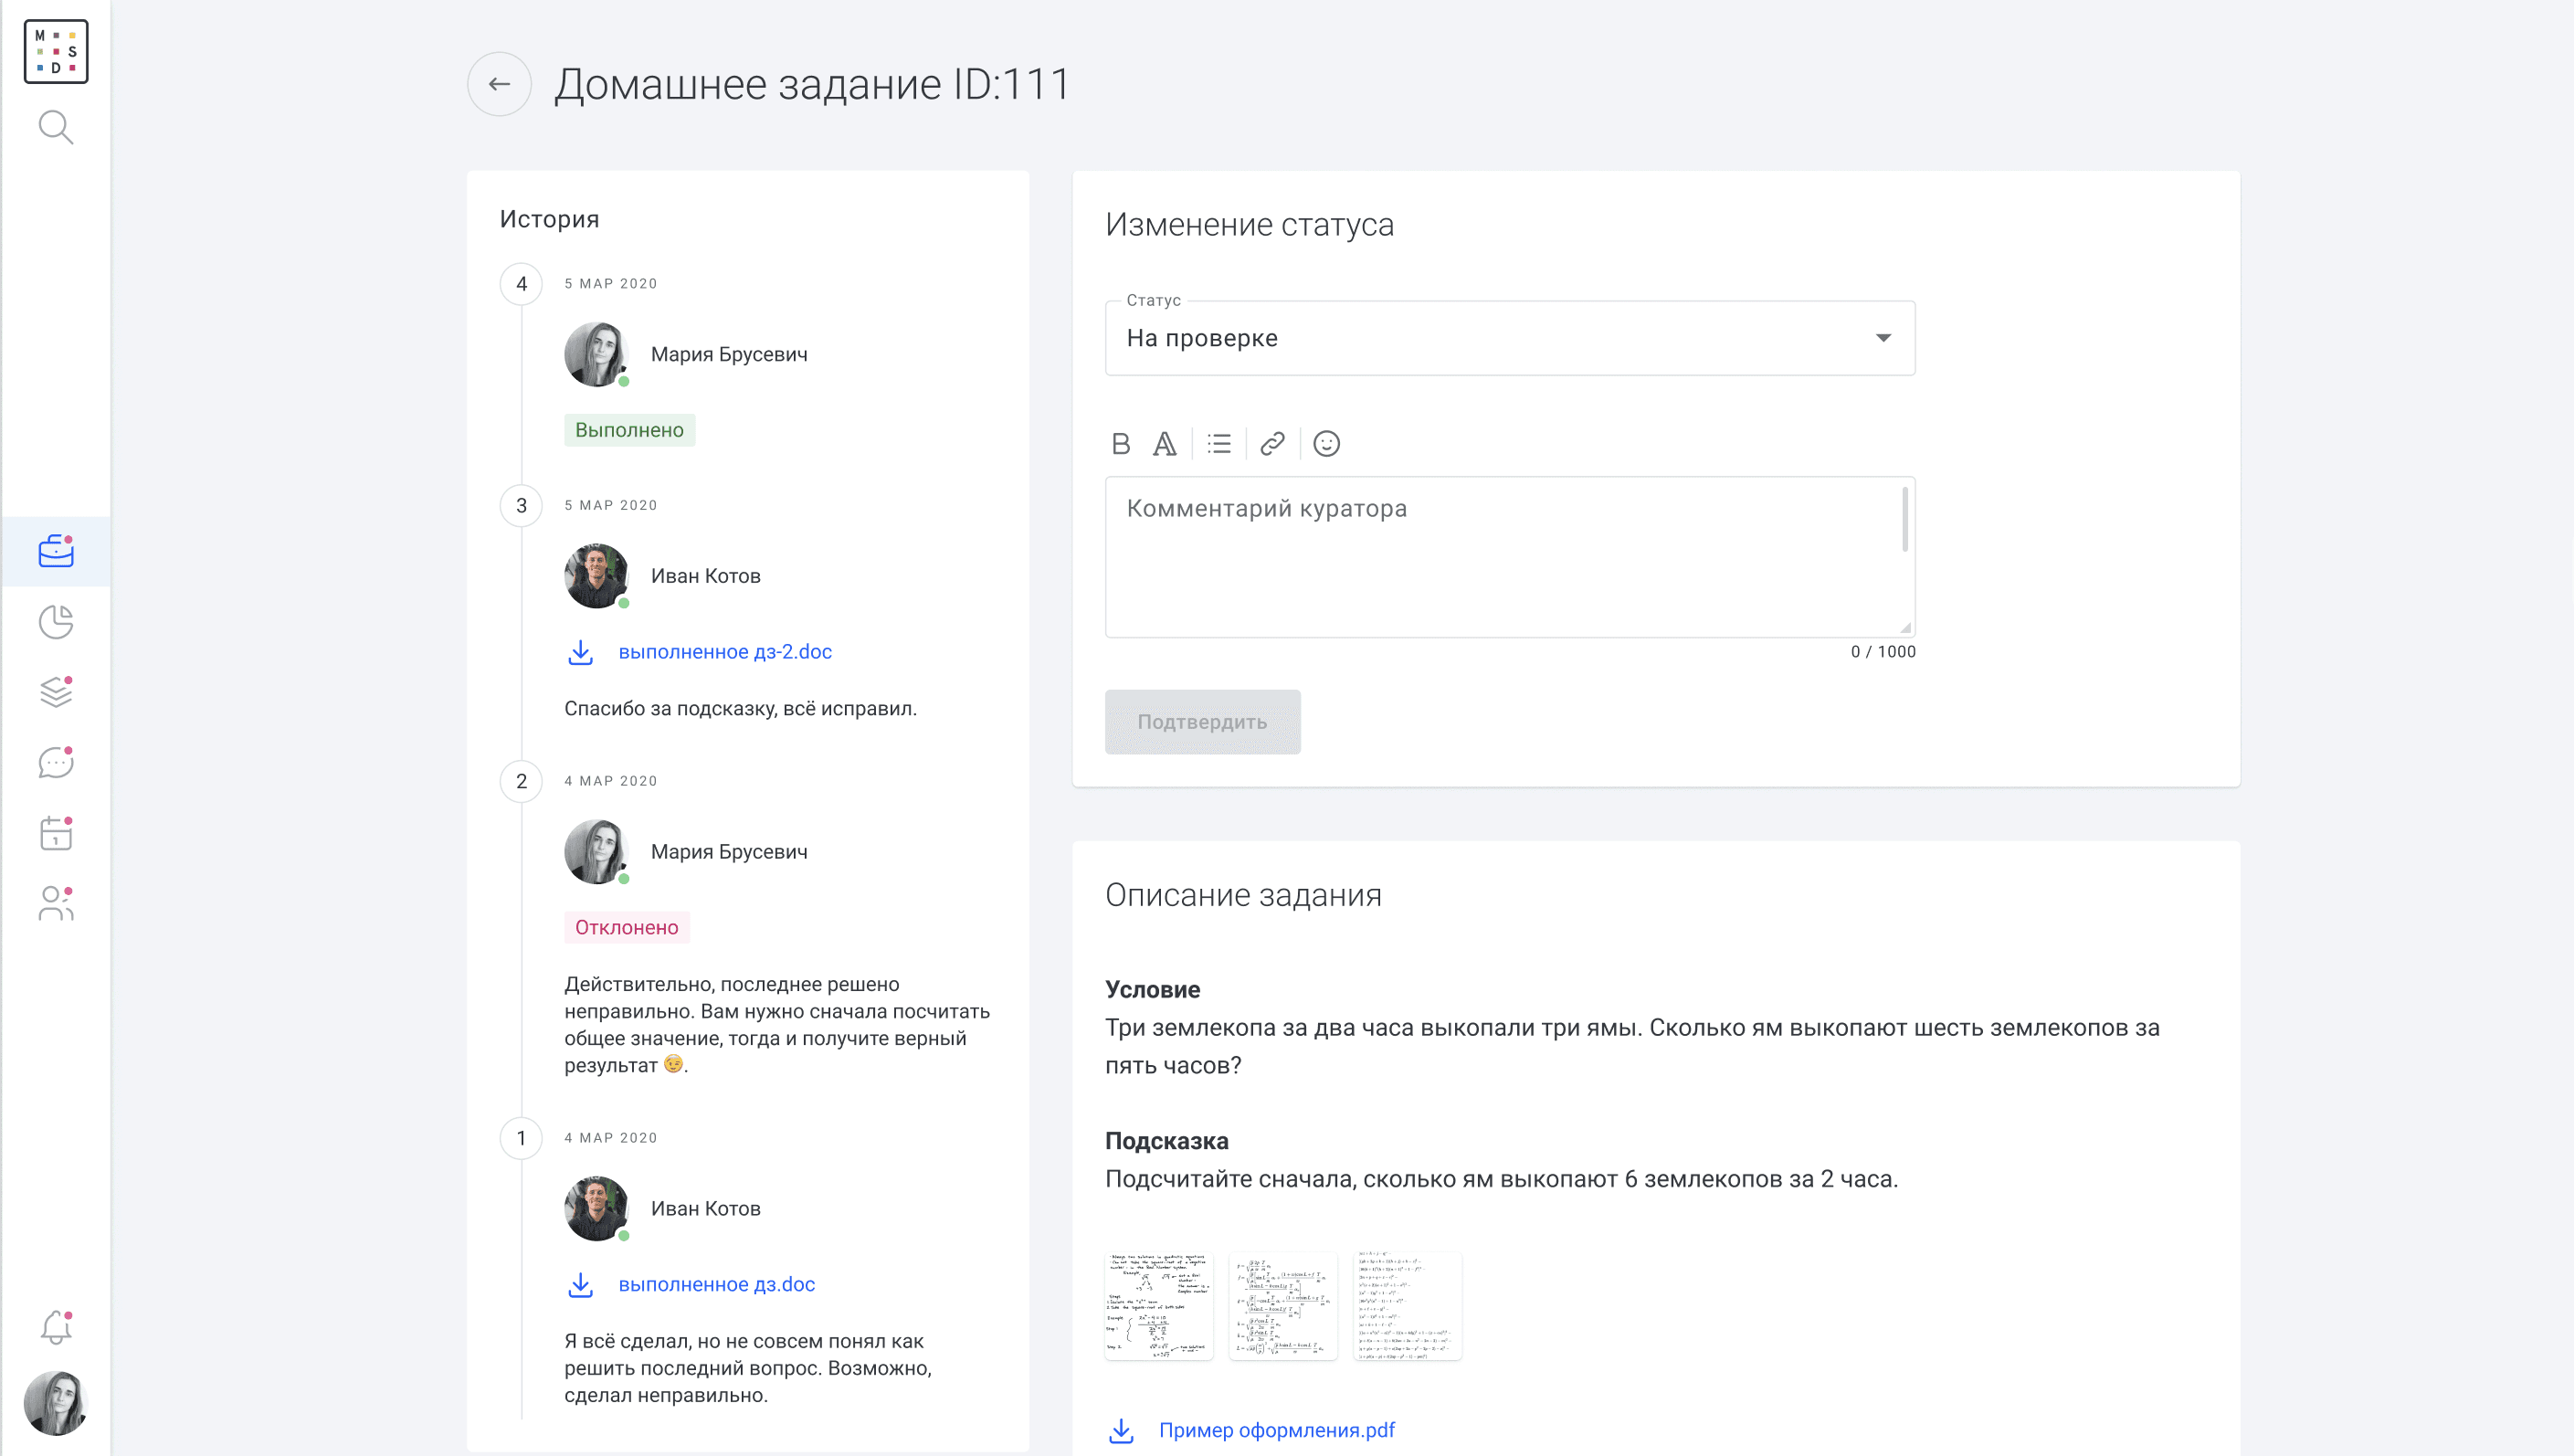 M
S
D
Домашнее задание ID:111
История
4
5 МАР 2020
Мария Брусевич
Выполнено
3
5 МАР 2020
Иван Котов
выполненное дз-2.doc
Спасибо за подсказку, всё исправил.
2
4 МАР 2020
Мария Брусевич
Отклонено
Действительно, последнее решено
неправильно. Вам нужно сначала посчитать
общее значение, тогда и получите верный
результат 😉.
1
4 МАР 2020
Иван Котов
выполненное дз.doc
Я всё сделал, но не совсем понял как
решить последний вопрос. Возможно,
сделал неправильно.
Изменение статуса
Статус
На проверке
B A
Комментарий куратора
0 / 1000
Подтвердить
Описание задания
Условие
Три землекопа за два часа выкопали три ямы. Сколько ям выкопают шесть землекопов за
пять часов?
Подсказка
Подсчитайте сначала, сколько ям выкопают 6 землекопов за 2 часа.
Пример оформления.pdf
1